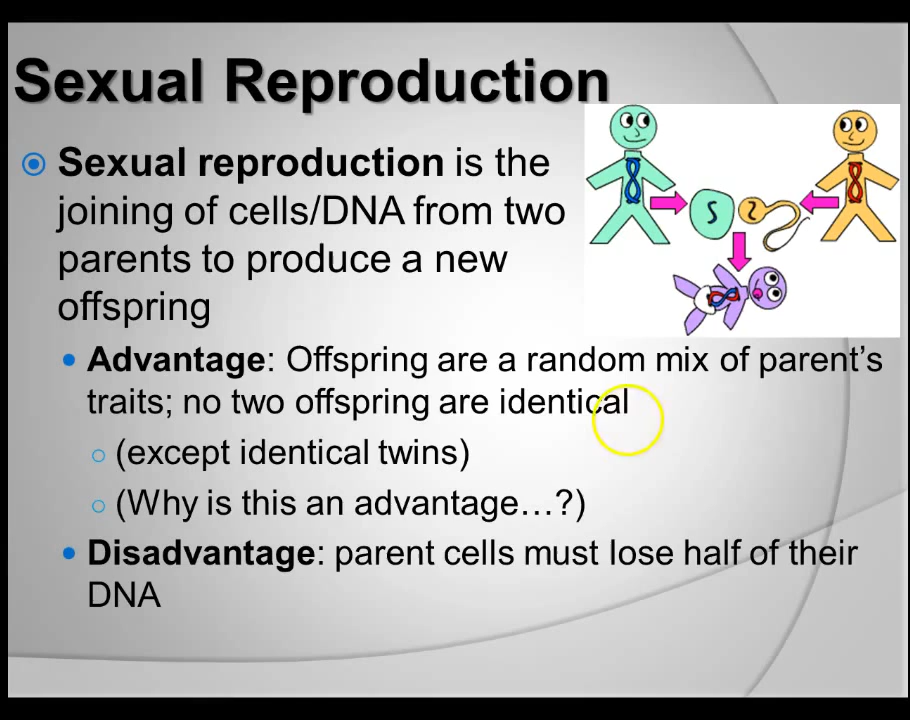 Sexual Reproduction
Sexual reproduction is the
joining of cells/DNA from two
parents to produce a new
offspring
Advantage: Offspring are a random mix of parent’s
traits; no two offspring are identical
(except identical twins)
(Why is this an advantage…?)
Disadvantage: parent cells must lose half of their
DNA